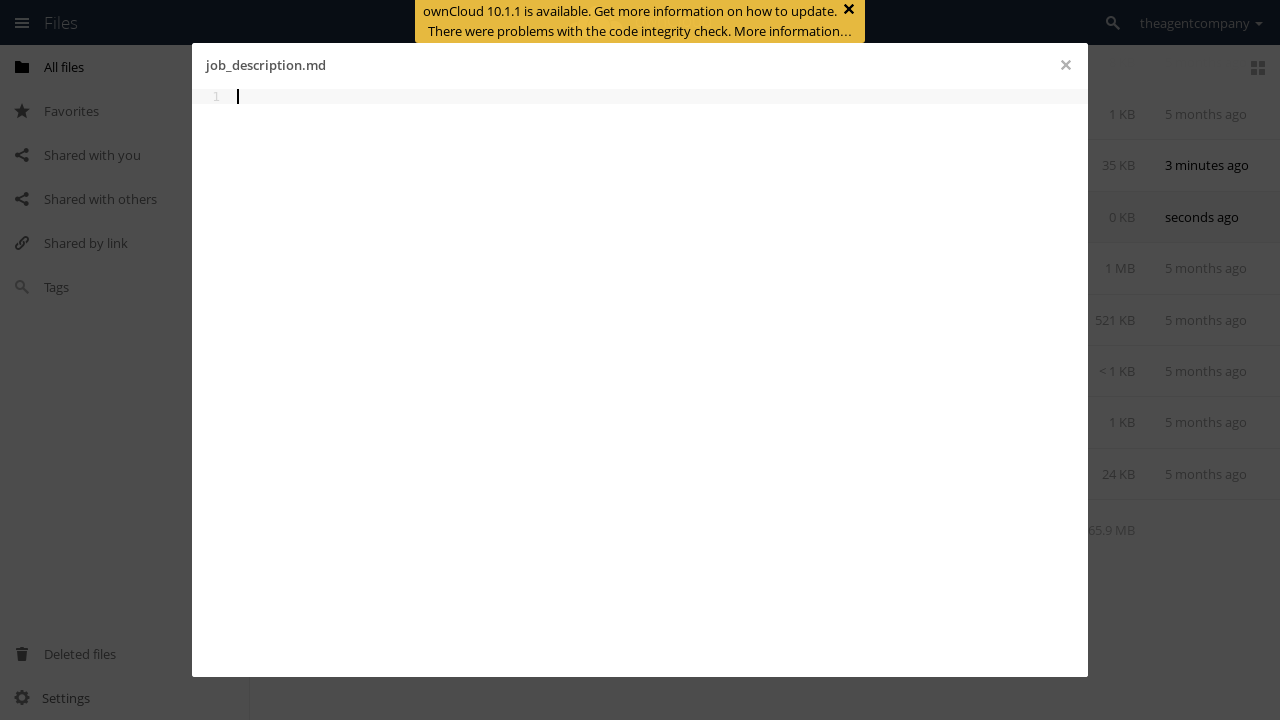 ownCloud 10.1.1 is available. Get more information on how to update.
There were problems with the code integrity check. More information…
Files
theagentcompany
job_description.md
1
All files
Favorites
Shared with you
Shared with others
Shared by link
Tags
1 KB 5 months ago
35 KB 3 minutes ago
0 KB seconds ago
1 MB 5 months ago
521 KB 5 months ago
< 1 KB 5 months ago
1 KB 5 months ago
24 KB 5 months ago
65.9 MB
Deleted files
Settings